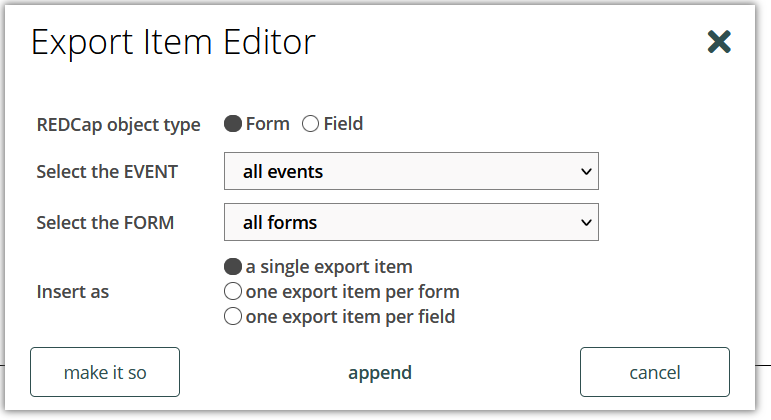 Export Item Editor
REDCap object type Form Field
Select the EVENT all events
Select the FORM all forms
a single export item
Insert as one export item per form
one export item per field
make it so append cancel